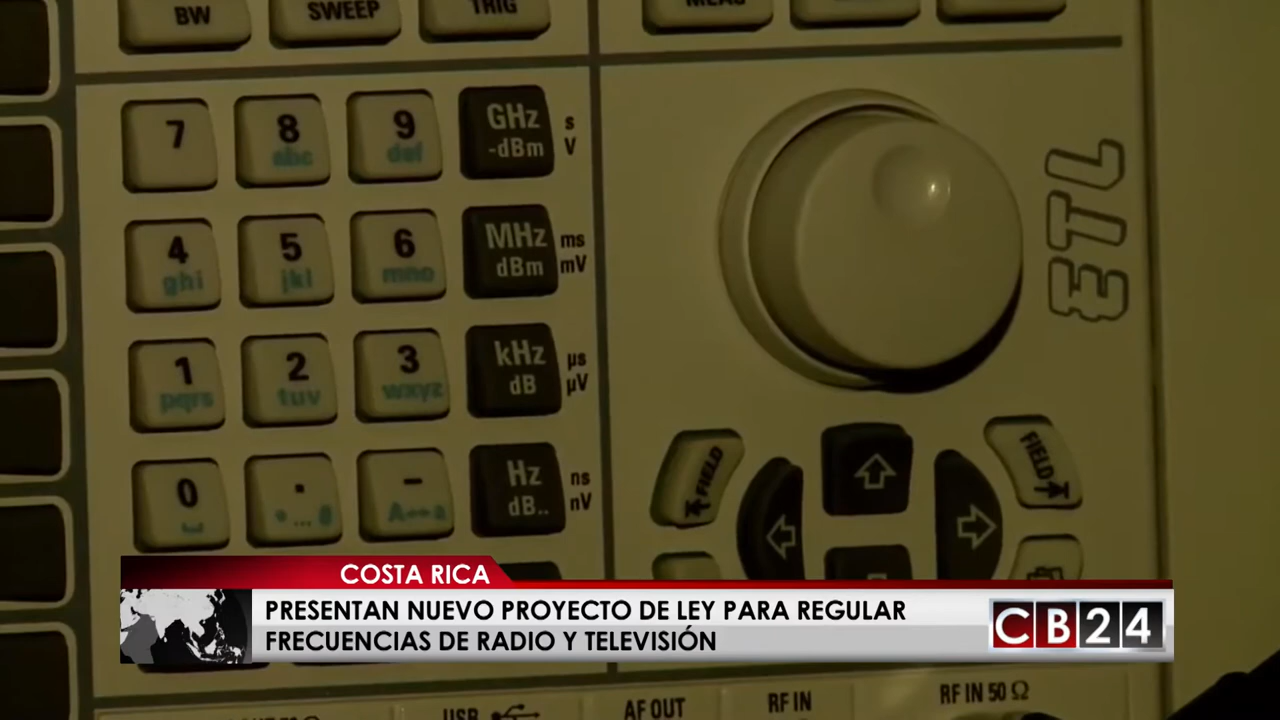 BW
SWEEP
TRIG
MEAS
7
8
abc
9
def
GHz
-dBm
s
V
4
ghi
5
jkl
6
mno
MHz
dBm
ms
mV
1
pqrs
2
tuv
3
wxyz
kHz
dB
µs
µV
0
.
-
A↔a
Hz
dB..
ns
nV
ETL
FIELD
FIELD
COSTA RICA
PRESENTAN NUEVO PROYECTO DE LEY PARA REGULAR
FRECUENCIAS DE RADIO Y TELEVISIÓN
CB24
USB
AF OUT
RF IN
RF IN 50 Ω